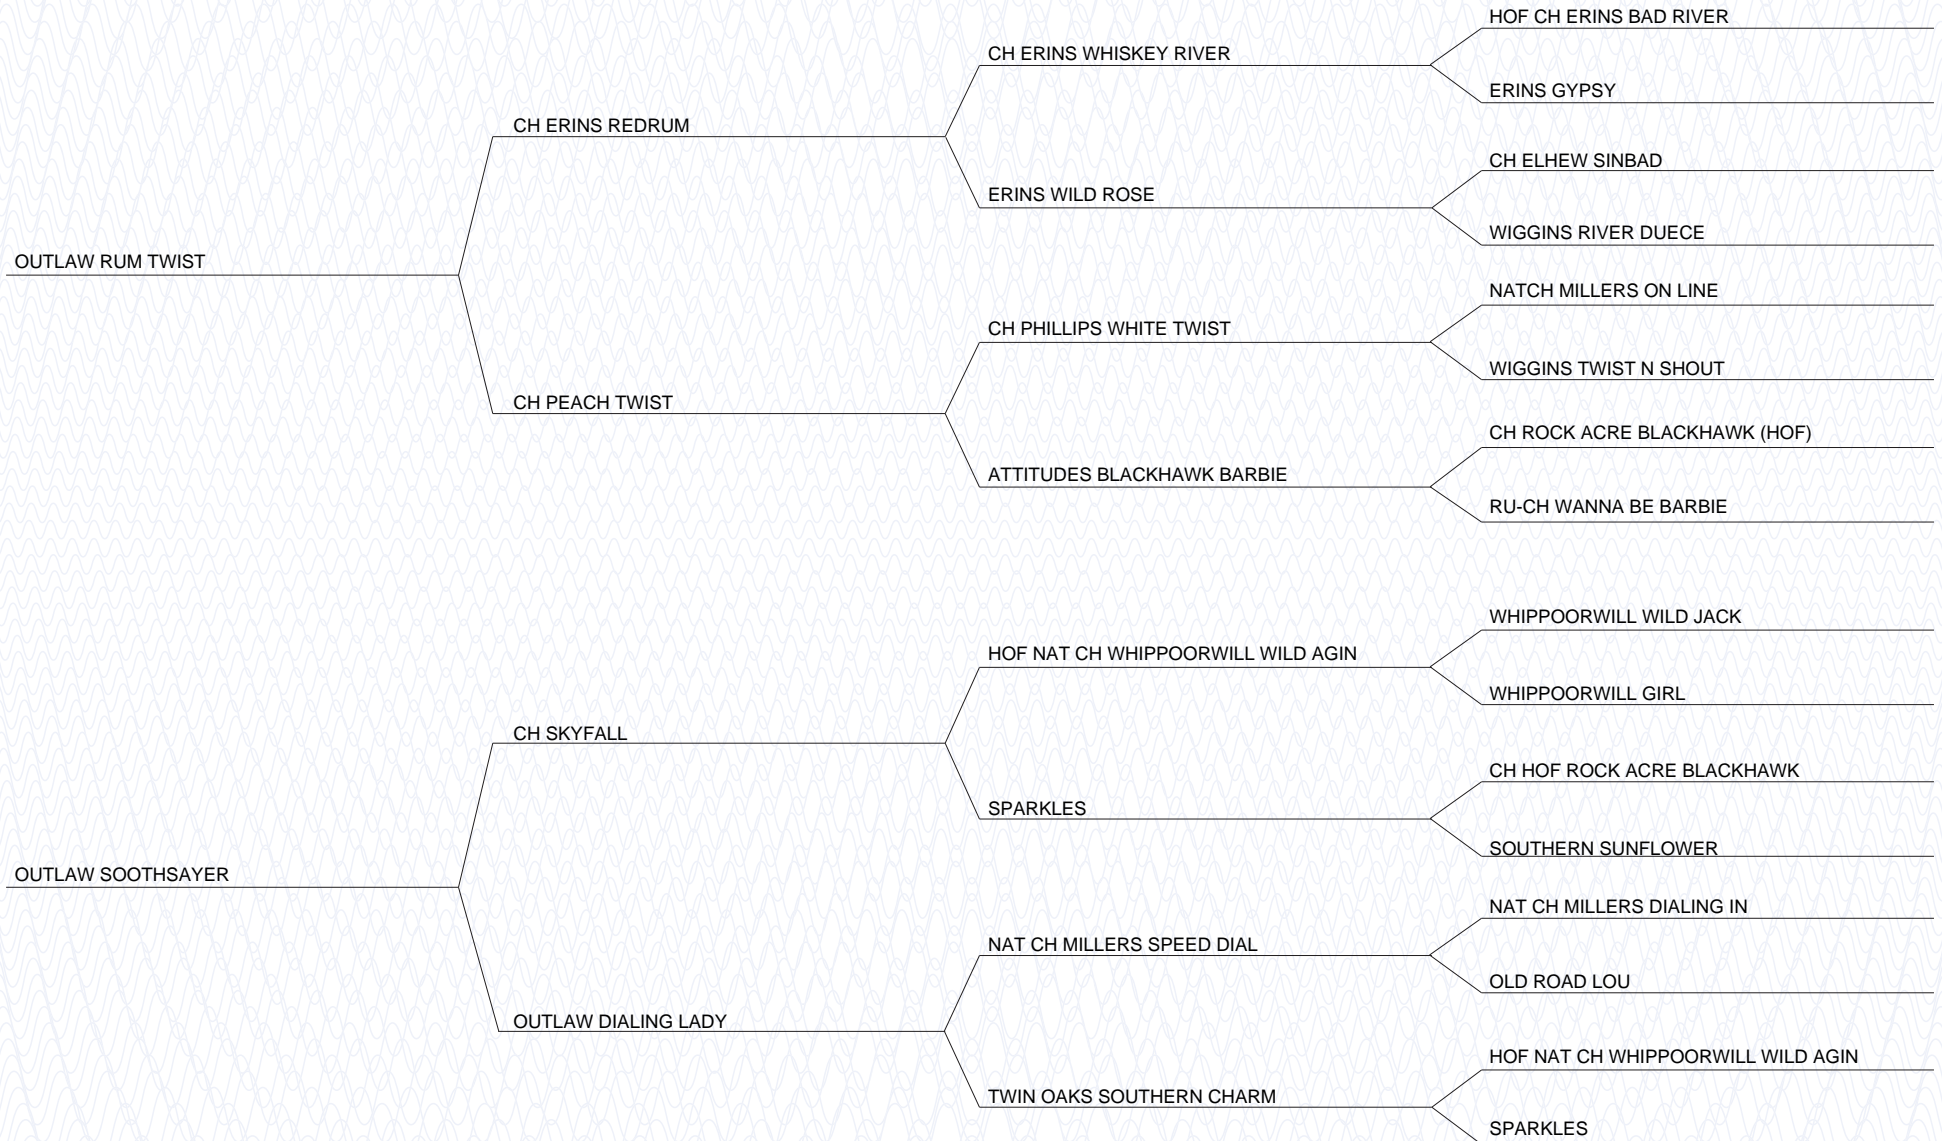 HOF CH ERINS BAD RIVER
CH ERINS WHISKEY RIVER
ERINS GYPSY
CH ERINS REDRUM
CH ELHEW SINBAD
ERINS WILD ROSE
WIGGINS RIVER DUECE
OUTLAW RUM TWIST
NATCH MILLERS ON LINE
CH PHILLIPS WHITE TWIST
WIGGINS TWIST N SHOUT
CH PEACH TWIST
CH ROCK ACRE BLACKHAWK (HOF)
ATTITUDES BLACKHAWK BARBIE
RU-CH WANNA BE BARBIE
WHIPPOORWILL WILD JACK
HOF NAT CH WHIPPOORWILL WILD AGIN
WHIPPOORWILL GIRL
CH SKYFALL
CH HOF ROCK ACRE BLACKHAWK
SPARKLES
SOUTHERN SUNFLOWER
OUTLAW SOOTHSAYER
NAT CH MILLERS DIALING IN
NAT CH MILLERS SPEED DIAL
OLD ROAD LOU
OUTLAW DIALING LADY
HOF NAT CH WHIPPOORWILL WILD AGIN
TWIN OAKS SOUTHERN CHARM
SPARKLES